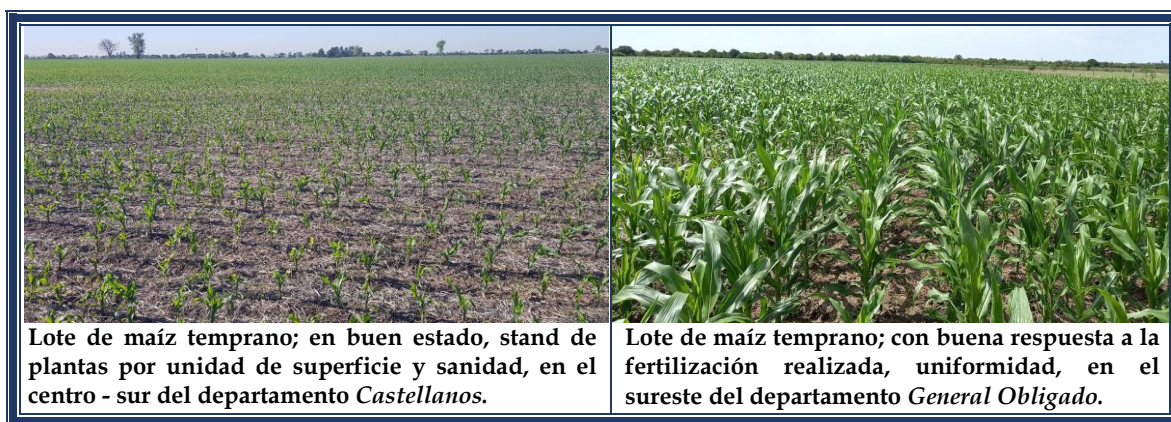 Lote de maíz temprano; en buen estado, stand de
plantas por unidad de superficie y sanidad, en el
centro - sur del departamento Castellanos.
Lote de maíz temprano; con buena respuesta a la
fertilización realizada, uniformidad, en el
sureste del departamento General Obligado.